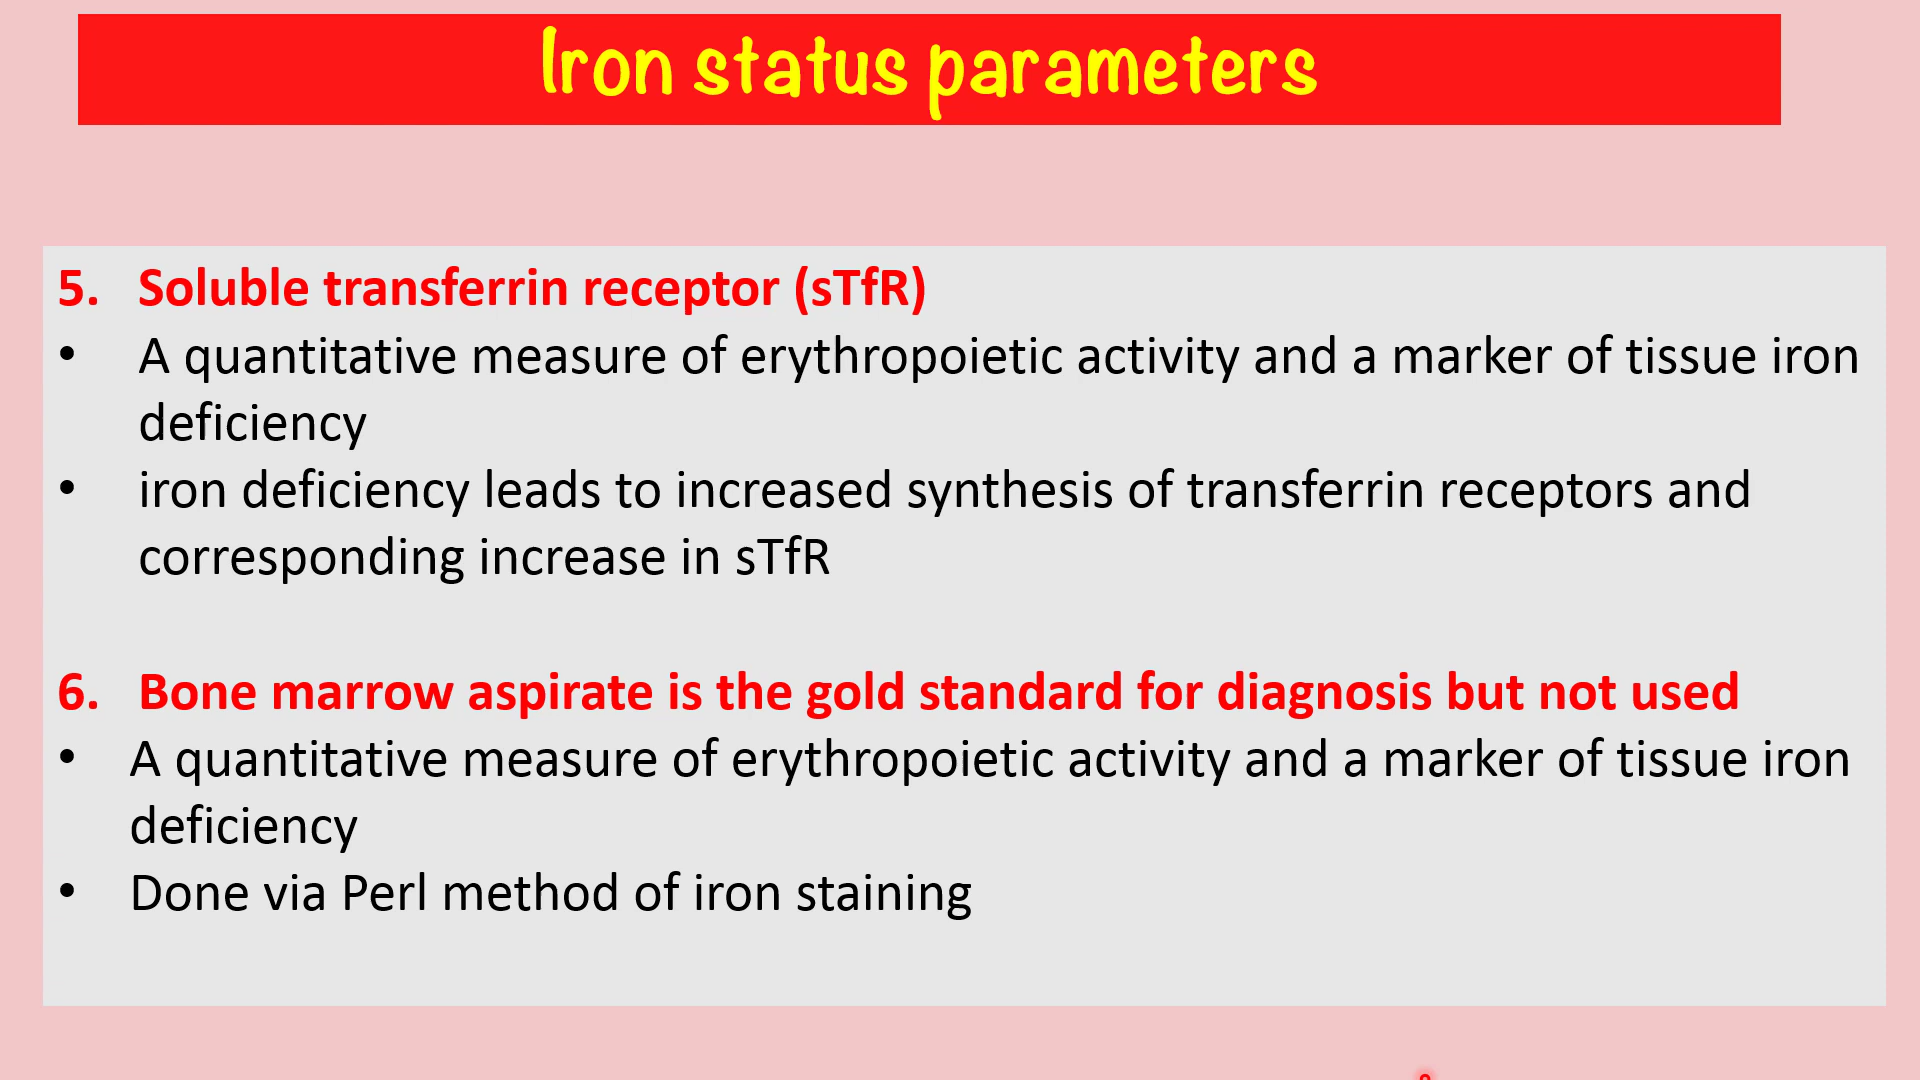 Iron status parameters
5. Soluble transferrin receptor (sTfR)
• A quantitative measure of erythropoietic activity and a marker of tissue iron
deficiency
• iron deficiency leads to increased synthesis of transferrin receptors and
corresponding increase in sTfR
6. Bone marrow aspirate is the gold standard for diagnosis but not used
• A quantitative measure of erythropoietic activity and a marker of tissue iron
deficiency
• Done via Perl method of iron staining